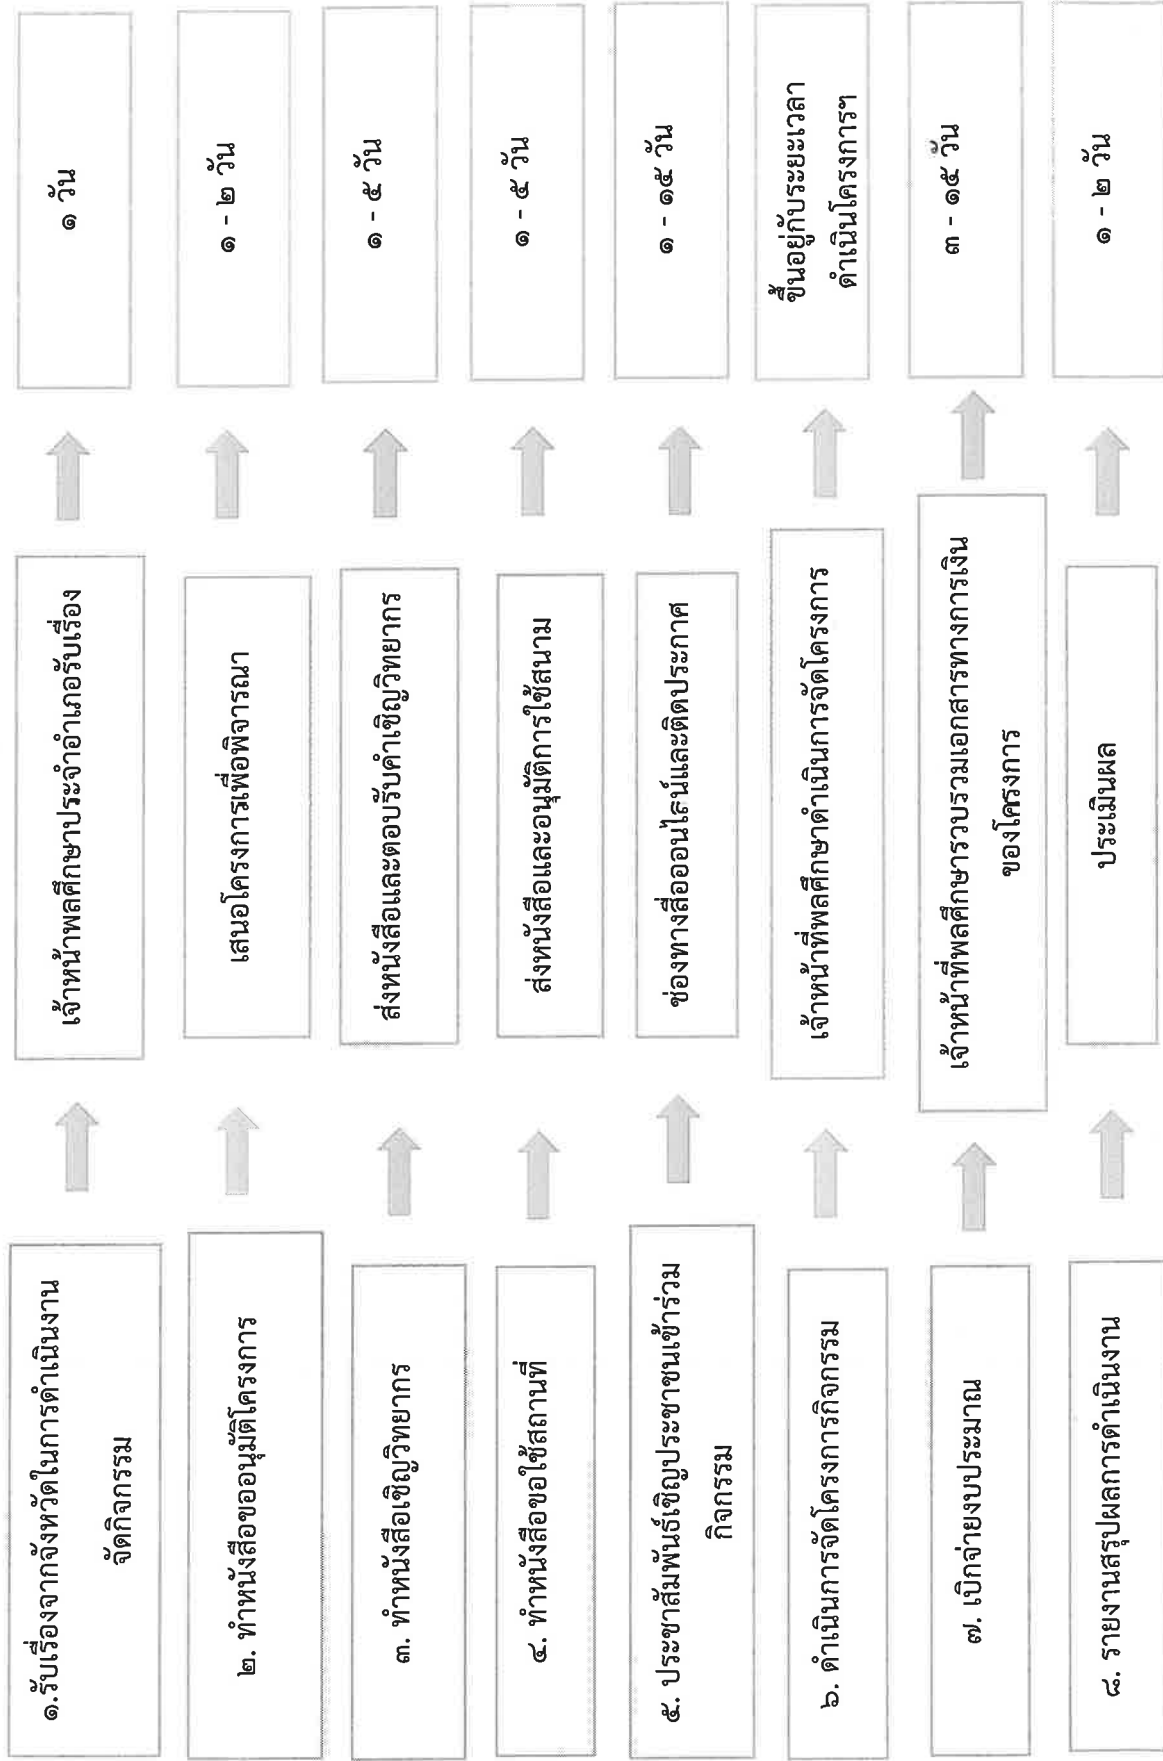 ๑.รับเรื่องจากจังหวัดในการดำเนินงาน
จัดกิจกรรม
เจ้าหน้าพลศึกษาประจำอำเภอรับเรื่อง
๑ วัน
๒. ทำหนังสือขออนุมัติโครงการ
เสนอโครงการเพื่อพิจารณา
๑ - ๒ วัน
๓. ทำหนังสือเชิญวิทยากร
ส่งหนังสือและตอบรับคำเชิญวิทยากร
๑ - ๕ วัน
๔. ทำหนังสือขอใช้สถานที่
ส่งหนังสือและอนุมัติการใช้สนาม
๑ - ๕ วัน
๕. ประชาสัมพันธ์เชิญประชาชนเข้าร่วม
กิจกรรม
ช่องทางสื่อออนไลน์และติดประกาศ
๑ - ๑๕ วัน
๖. ดำเนินการจัดโครงการกิจกรรม
เจ้าหน้าที่พลศึกษาดำเนินการจัดโครงการ
ขึ้นอยู่กับระยะเวลา
ดำเนินโครงการฯ
๗. เบิกจ่ายงบประมาณ
เจ้าหน้าที่พลศึกษารวบรวมเอกสารทางการเงิน
ของโครงการ
๓ - ๑๕ วัน
๘. รายงานสรุปผลการดำเนินงาน
ประเมินผล
๑ - ๒ วัน